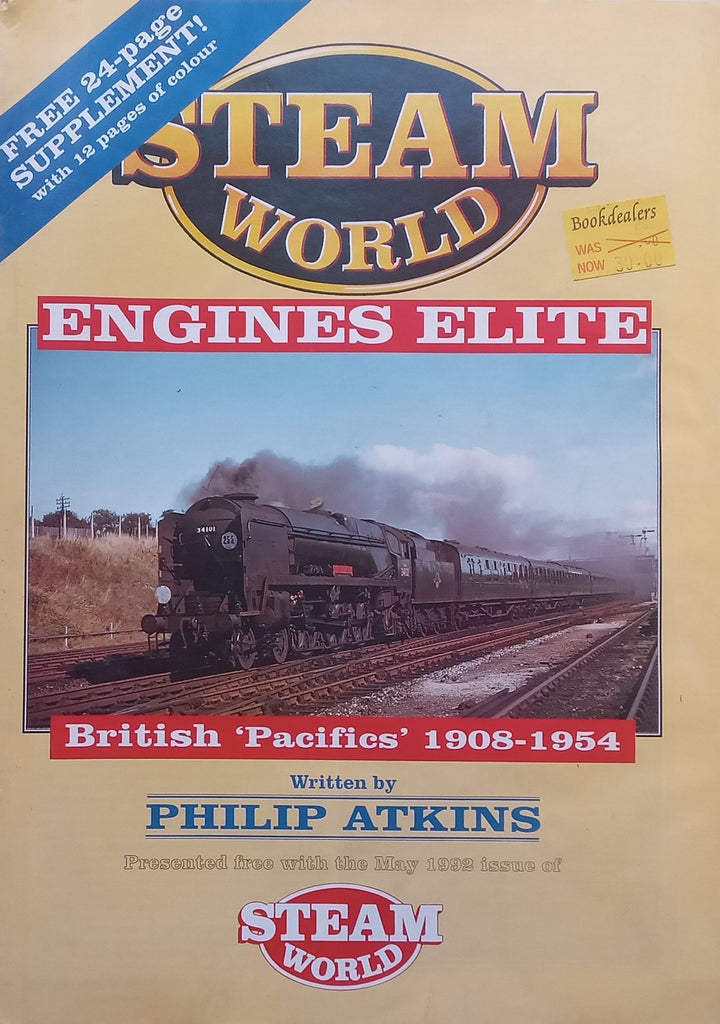 FREE 24-page
SUPPLEMENT!
with 12 pages of colour
STEAM
WORLD
Bookdealers
WAS
NOW 30.00
ENGINES ELITE
34101
British 'Pacifics' 1908-1954
Written by
PHILIP ATKINS
Presented free with the May 1992 issue of
STEAM
WORLD